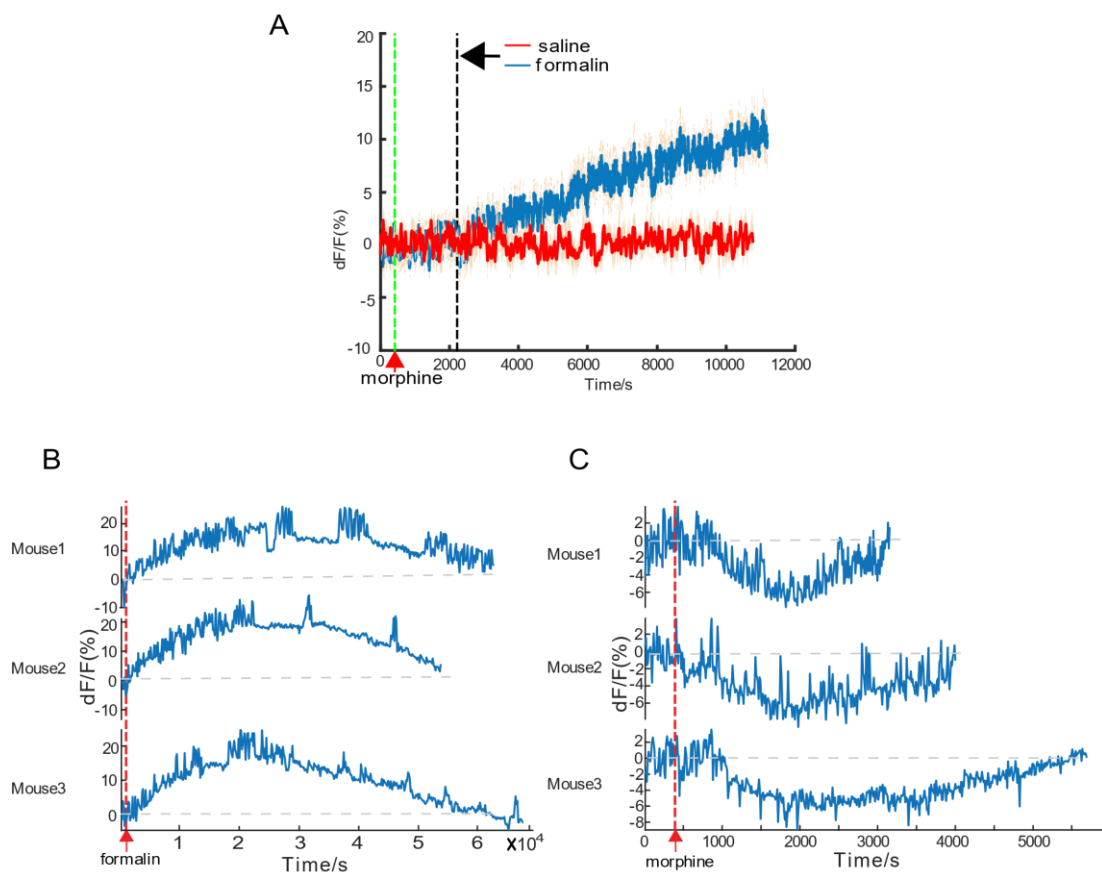 A
20
15
10
5
0
-5
-10
dF/F(%)
saline
formalin
0
2000
4000
6000
8000
10000
12000
morphine
Time/s
B
Mouse1
20
10
0
-10
Mouse2
20
10
0
-10
dF/F(%)
Mouse3
20
10
0
1
2
3
4
5
6
x10⁴
formalin
Time/s
C
Mouse1
2
0
-2
-4
-6
Mouse2
2
0
-2
-4
-6
dF/F(%)
Mouse3
2
0
-2
-4
-6
-8
0
1000
2000
3000
4000
5000
morphine
Time/s